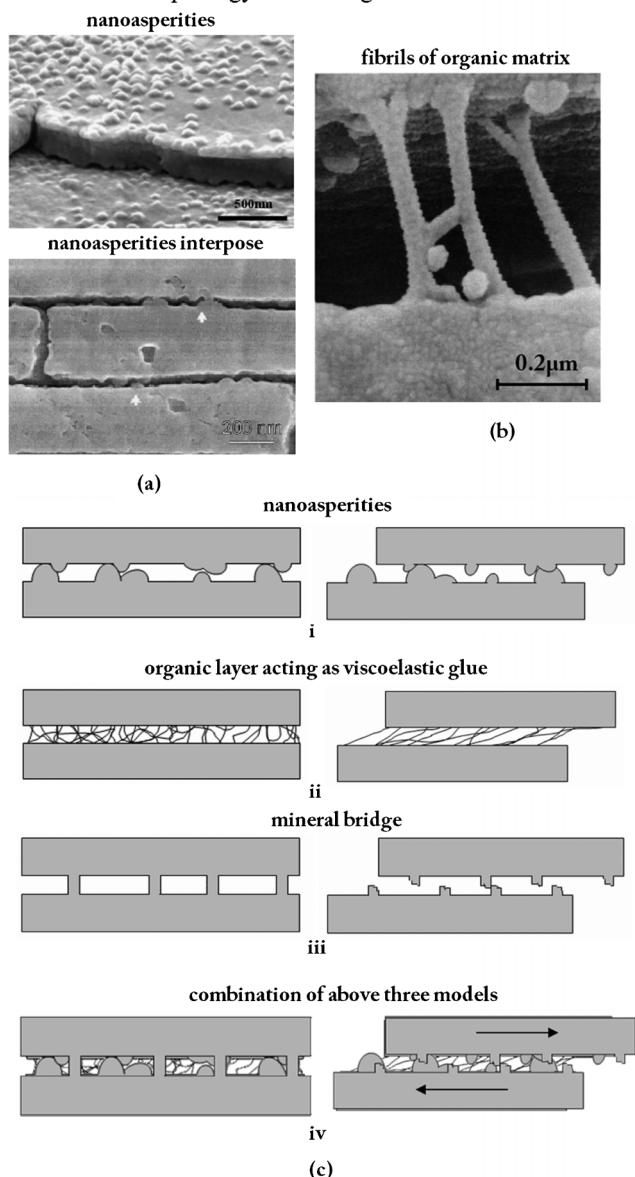 nanoasperities
500nm
nanoasperities interpose
200 nm
(a)
fibrils of organic matrix
0.2µm
(b)
nanoasperities
i
organic layer acting as viscoelastic glue
ii
mineral bridge
iii
combination of above three models
iv
(c)